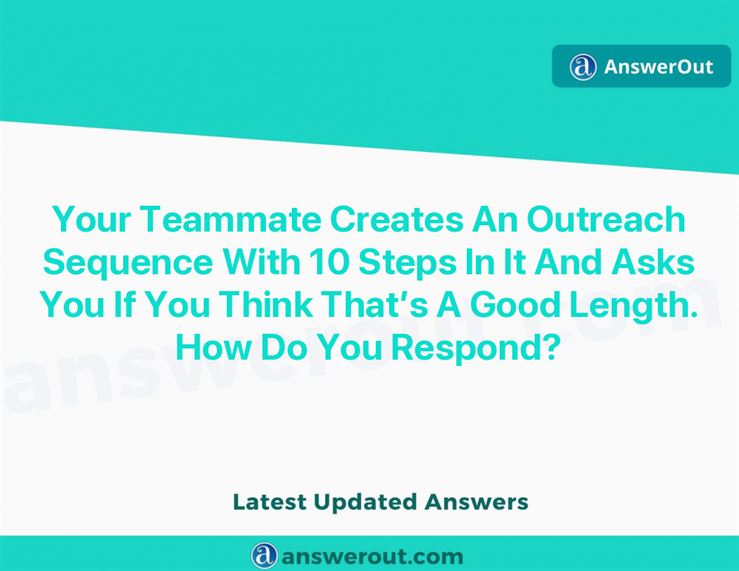 AnswerOut
Your Teammate Creates An Outreach
Sequence With 10 Steps In It And Asks
You If You Think That’s A Good Length.
How Do You Respond?
answerout.com
Latest Updated Answers
answerout.com